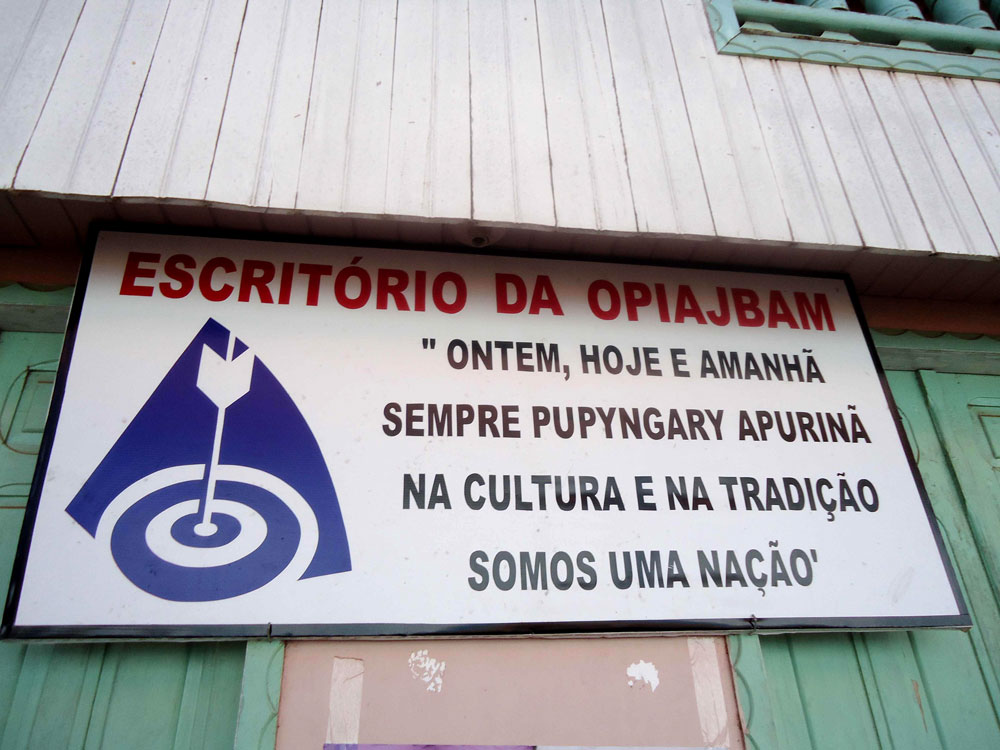 ESCRITÓRIO DA OPIAJBAM
" ONTEM, HOJE E AMANHÃ
SEMPRE PUPYNGARY APURINÃ
NA CULTURA E NA TRADIÇÃO
SOMOS UMA NAÇÃO'